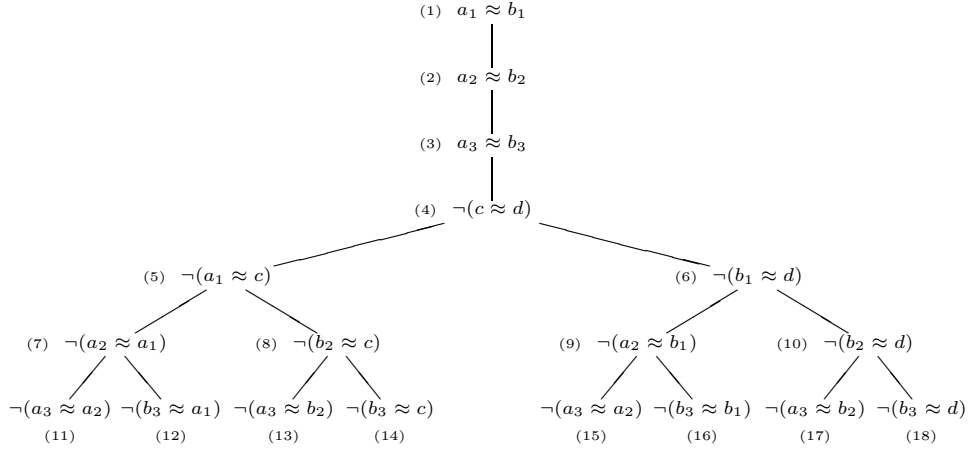 (1) a₁ ≈ b₁
(2) a₂ ≈ b₂
(3) a₃ ≈ b₃
(4) ¬(c ≈ d)
(5) ¬(a₁ ≈ c) (6) ¬(b₁ ≈ d)
(7) ¬(a₂ ≈ a₁) (8) ¬(b₂ ≈ c) (9) ¬(a₂ ≈ b₁) (10) ¬(b₂ ≈ d)
¬(a₃ ≈ a₂) ¬(b₃ ≈ a₁) ¬(a₃ ≈ b₂) ¬(b₃ ≈ c) ¬(a₃ ≈ a₂) ¬(b₃ ≈ b₁) ¬(a₃ ≈ b₂) ¬(b₃ ≈ d)
(11) (12) (13) (14) (15) (16) (17) (18)